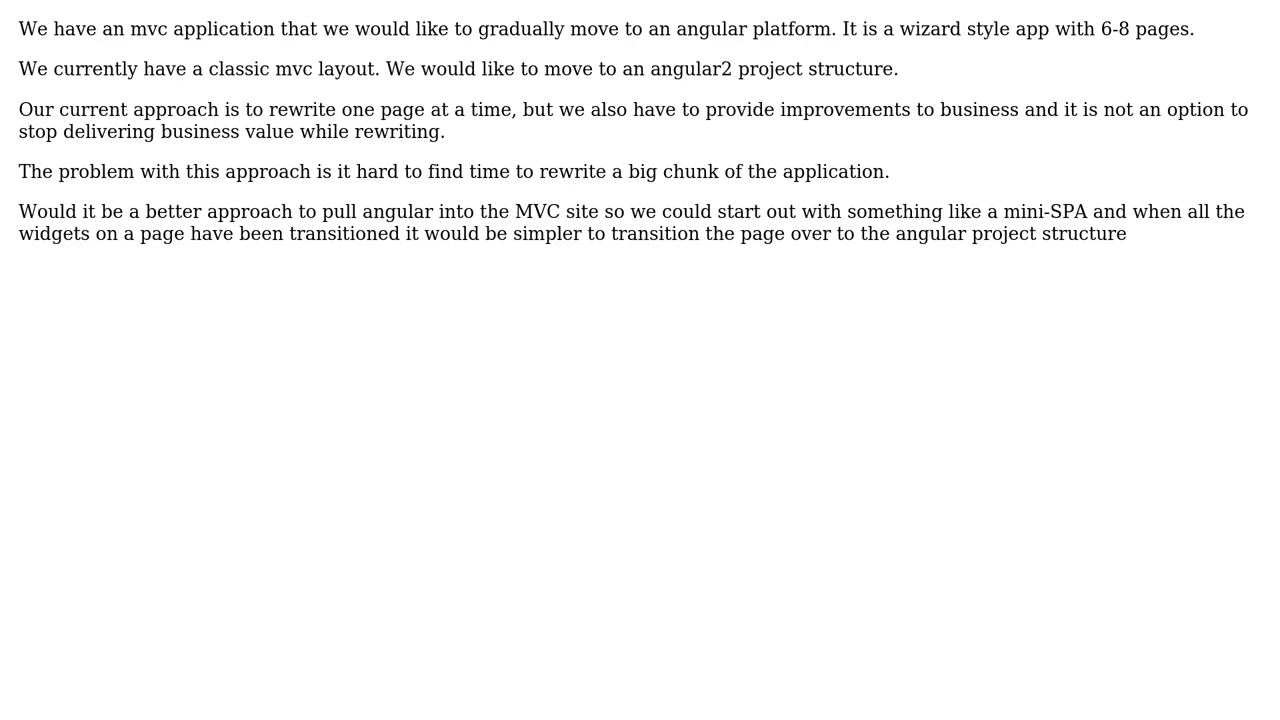 We have an mvc application that we would like to gradually move to an angular platform. It is a wizard style app with 6-8 pages.
We currently have a classic mvc layout. We would like to move to an angular2 project structure.
Our current approach is to rewrite one page at a time, but we also have to provide improvements to business and it is not an option to
stop delivering business value while rewriting.
The problem with this approach is it hard to find time to rewrite a big chunk of the application.
Would it be a better approach to pull angular into the MVC site so we could start out with something like a mini-SPA and when all the
widgets on a page have been transitioned it would be simpler to transition the page over to the angular project structure